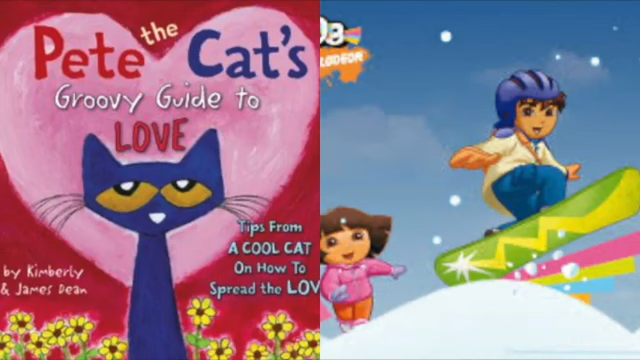 Pete the Cat's
Groovy Guide to
LOVE
Tips From
A COOL CAT
On How To
Spread the LOV
by Kimberly
& James Dean